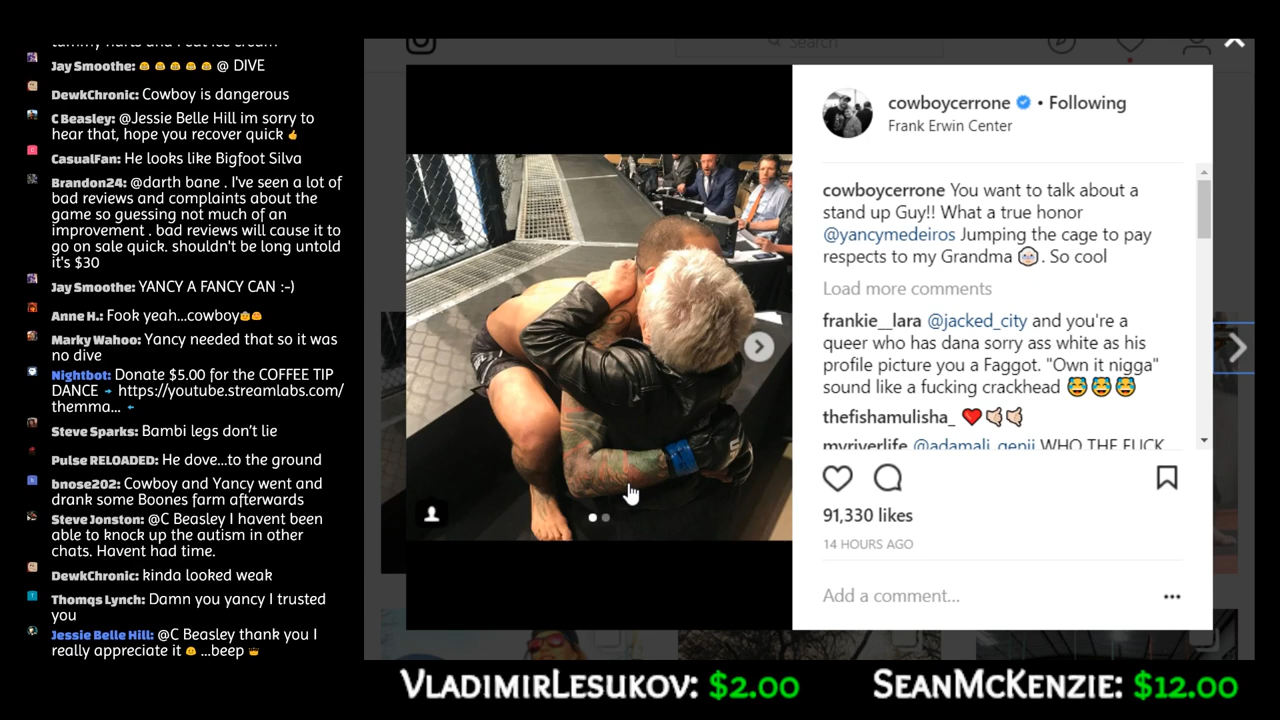 Jay Smoothe: @ DIVE
DewkChronic: Cowboy is dangerous
C Beasley: @Jessie Belle Hill im sorry to
hear that, hope you recover quick
CasualFan: He looks like Bigfoot Silva
Brandon24: @darth bane . I've seen a lot of
bad reviews and complaints about the
game so guessing not much of an
improvement . bad reviews will cause it to
go on sale quick. shouldn't be long until
it's $30
Jay Smoothe: YANCY A FANCY CAN :-)
Anne H.: Fook yeah...cowboy
Marky Wahoo: Yancy needed that so it was
no dive
Nightbot: Donate $5.00 for the COFFEE TIP
DANCE → https://youtube.streamlabs.com/
themma... ←
Steve Sparks: Bambi legs don't lie
Pulse RELOADED: He dove...to the ground
bnose202: Cowboy and Yancy went and
drank some Boones farm afterwards
Steve Jonston: @C Beasley I havent been
able to knock up the autism in other
chats. Havent had time.
DewkChronic: kinda looked weak
Thomqs Lynch: Damn you yancy I trusted
you
Jessie Belle Hill: @C Beasley thank you I
really appreciate it ...beep
Search
cowboycerrone • Following
Frank Erwin Center
cowboycerrone You want to talk about a
stand up Guy!! What a true honor
@yancymedeiros Jumping the cage to pay
respects to my Grandma . So cool
Load more comments
frankie__lara @jacked_city and you're a
queer who has dana sorry ass white as his
profile picture you a Faggot. "Own it nigga"
sound like a fucking crackhead
thefishamulisha_
myriverlife @adamali_genji WHO THE FUCK
91,330 likes
14 HOURS AGO
Add a comment...
VladimirLesukov: $2.00
SeanMcKenzie: $12.00